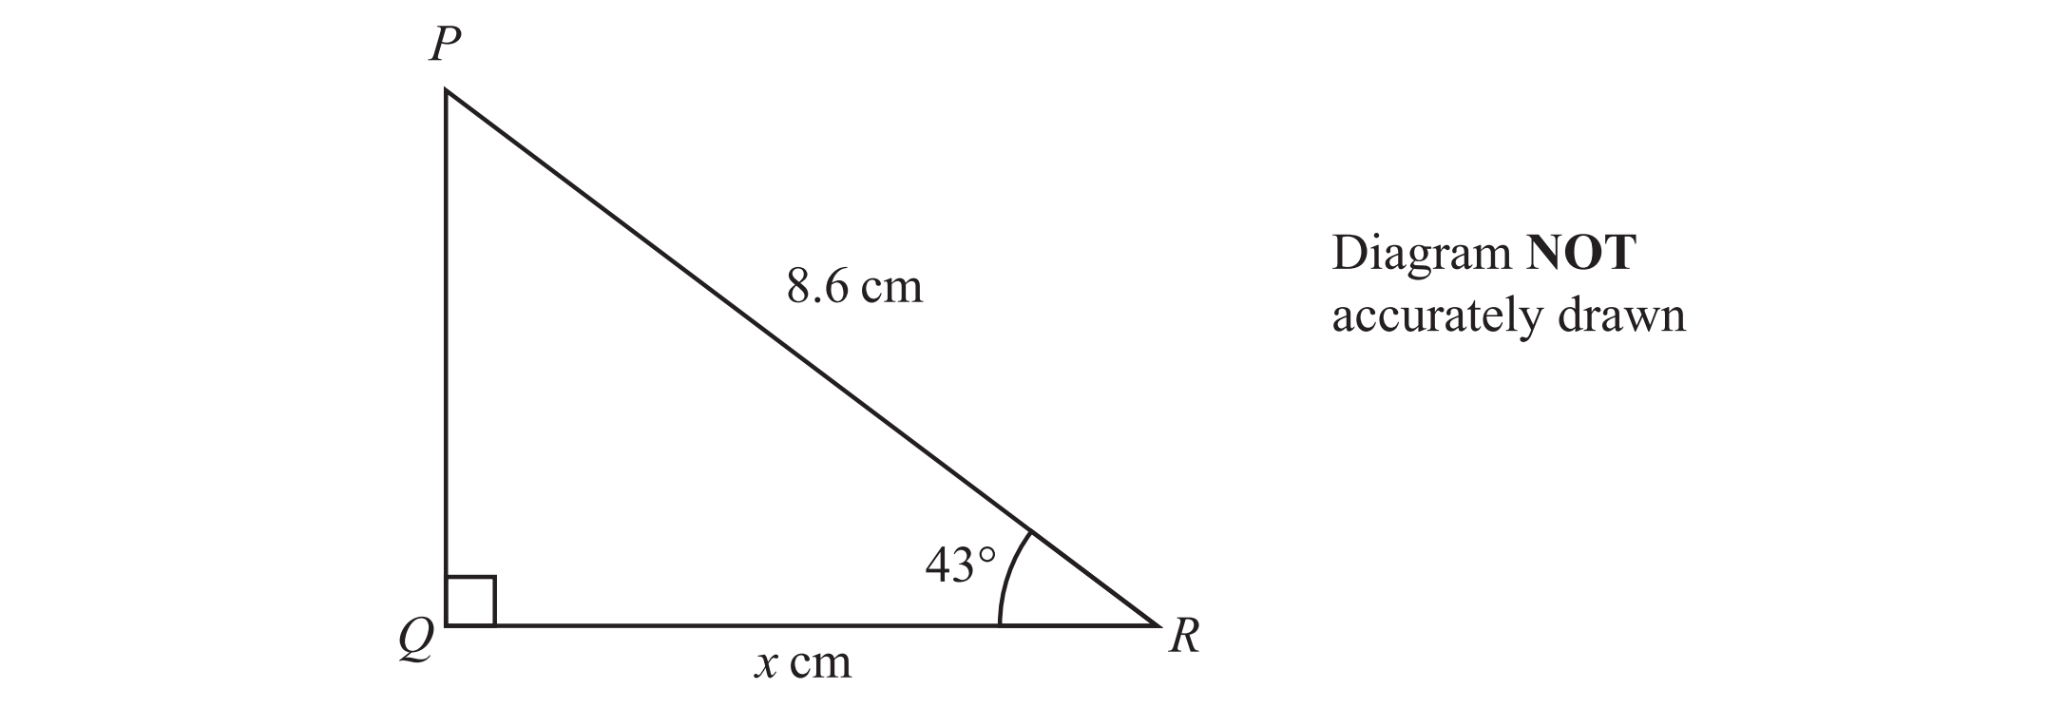 P
8.6 cm
Diagram NOT
accurately drawn
43°
Q
R
x cm